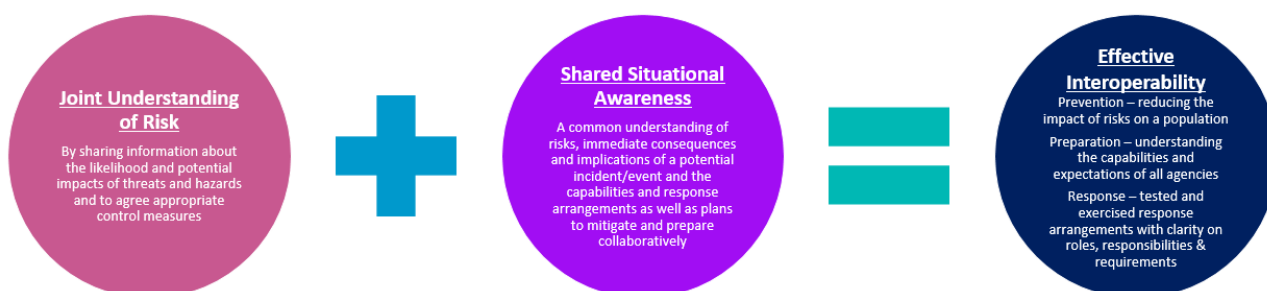 Joint Understanding
of Risk
By sharing information about
the likelihood and potential
impacts of threats and hazards
and to agree appropriate
control measures
Shared Situational
Awareness
A common understanding of
risks, immediate consequences
and implications of a potential
incident/event and the
capabilities and response
arrangements as well as plans
to mitigate and prepare
collaboratively
Effective
Interoperability
Prevention – reducing the
impact of risks on a population
Preparation – understanding
the capabilities and
expectations of all agencies
Response – tested and
exercised response
arrangements with clarity on
roles, responsibilities &
requirements